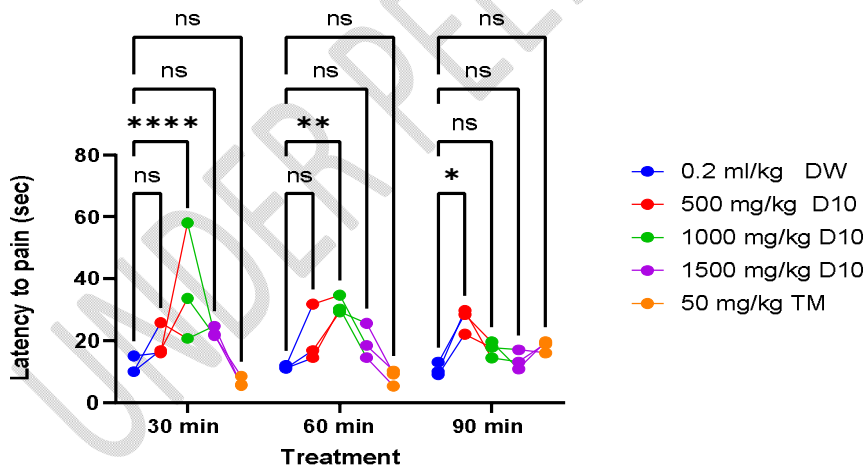 ns ns ns
ns ns ns
**** ** ns
ns ns *
80
60
40
20
0
Latency to pain (sec)
30 min 60 min 90 min
Treatment
0.2 ml/kg DW
500 mg/kg D10
1000 mg/kg D10
1500 mg/kg D10
50 mg/kg TM
UNDER PEE